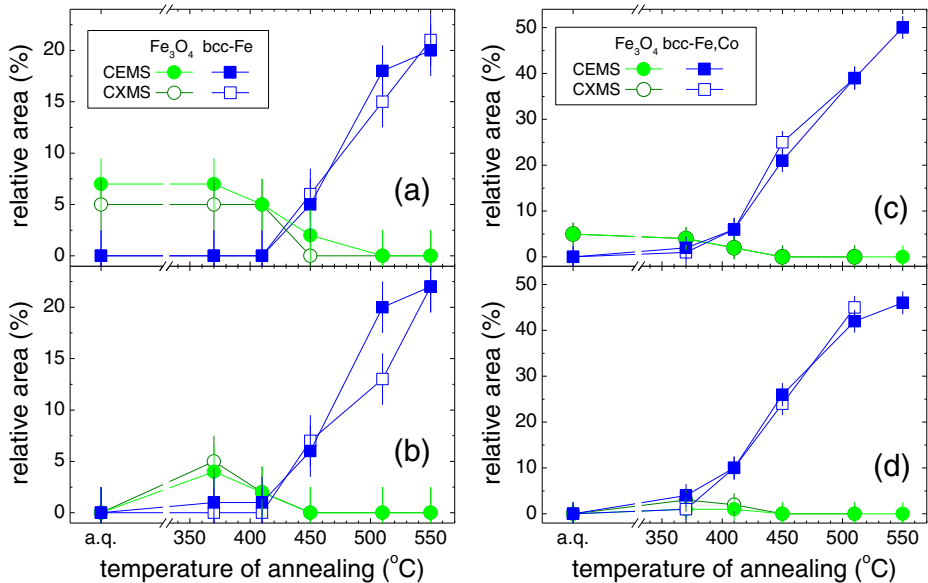 Fe3O4 bcc-Fe
CEMS
CXMS
(a)
relative area (%)
20
15
10
5
0
Fe3O4 bcc-Fe,Co
CEMS
CXMS
(c)
relative area (%)
50
40
30
20
10
0
(b)
relative area (%)
20
15
10
5
0
a.q. 350 400 450 500 550
temperature of annealing (°C)
(d)
relative area (%)
40
30
20
10
0
a.q. 350 400 450 500 550
temperature of annealing (°C)